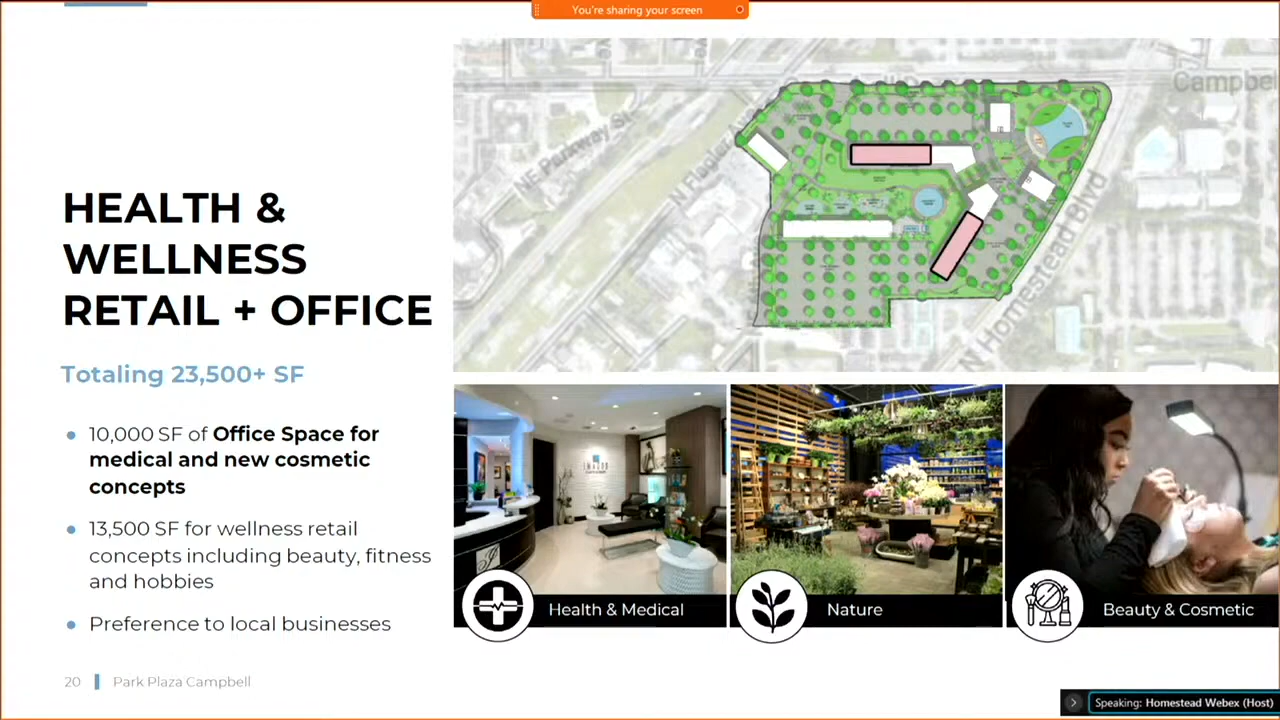 You're sharing your screen
HEALTH &
WELLNESS
RETAIL + OFFICE
Totaling 23,500+ SF
10,000 SF of Office Space for
medical and new cosmetic
concepts
13,500 SF for wellness retail
concepts including beauty, fitness
and hobbies
Preference to local businesses
20
Park Plaza Campbell
Campbel
NE Parkway St
N Flagler Ave
N Homestead Blvd
Health & Medical
Nature
Beauty & Cosmetic
Speaking: Homestead Webex (Host)